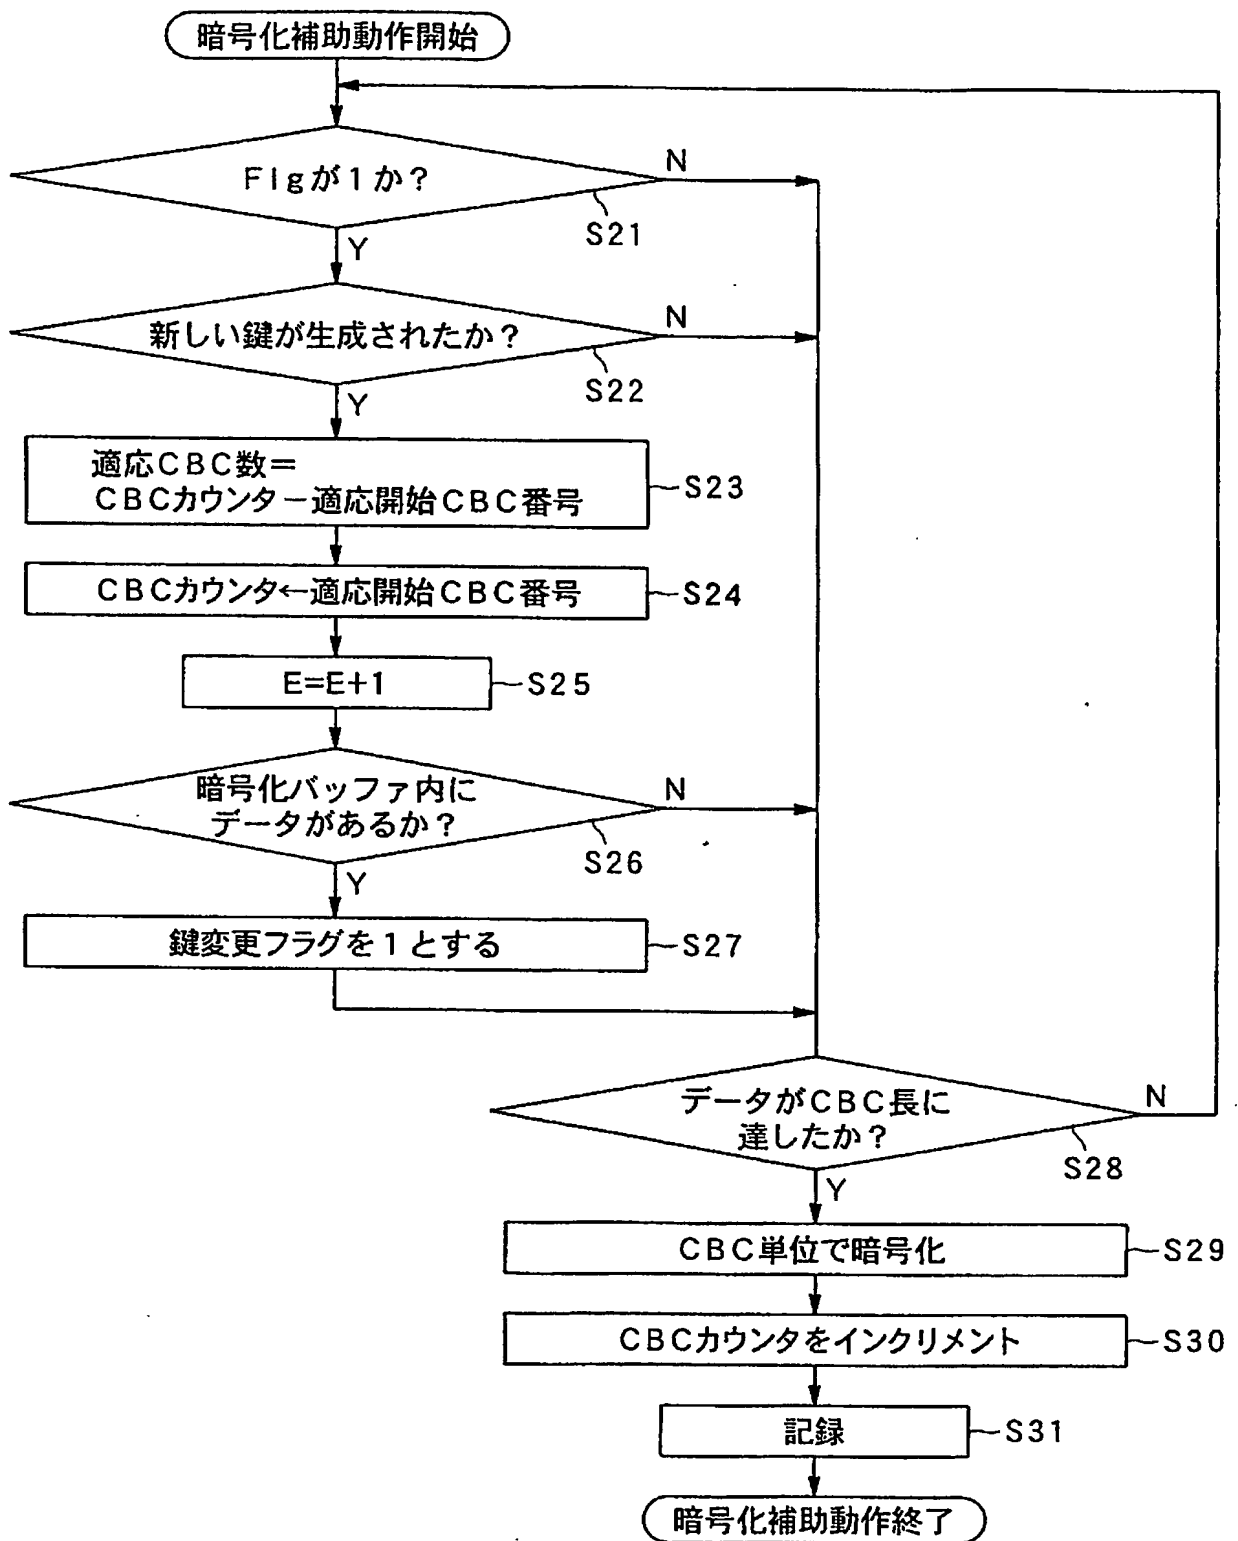 暗号化補助動作開始
Flgが1か?
N
S21
Y
新しい鍵が生成されたか?
N
S22
Y
適応CBC数=
CBCカウンター適応開始CBC番号
S23
CBCカウンタ←適応開始CBC番号
S24
E=E+1
S25
暗号化バッファ内に
データがあるか?
N
S26
Y
鍵変更フラグを1とする
S27
データがCBC長に
達したか?
N
S28
Y
CBC単位で暗号化
S29
CBCカウンタをインクリメント
S30
記録
S31
暗号化補助動作終了